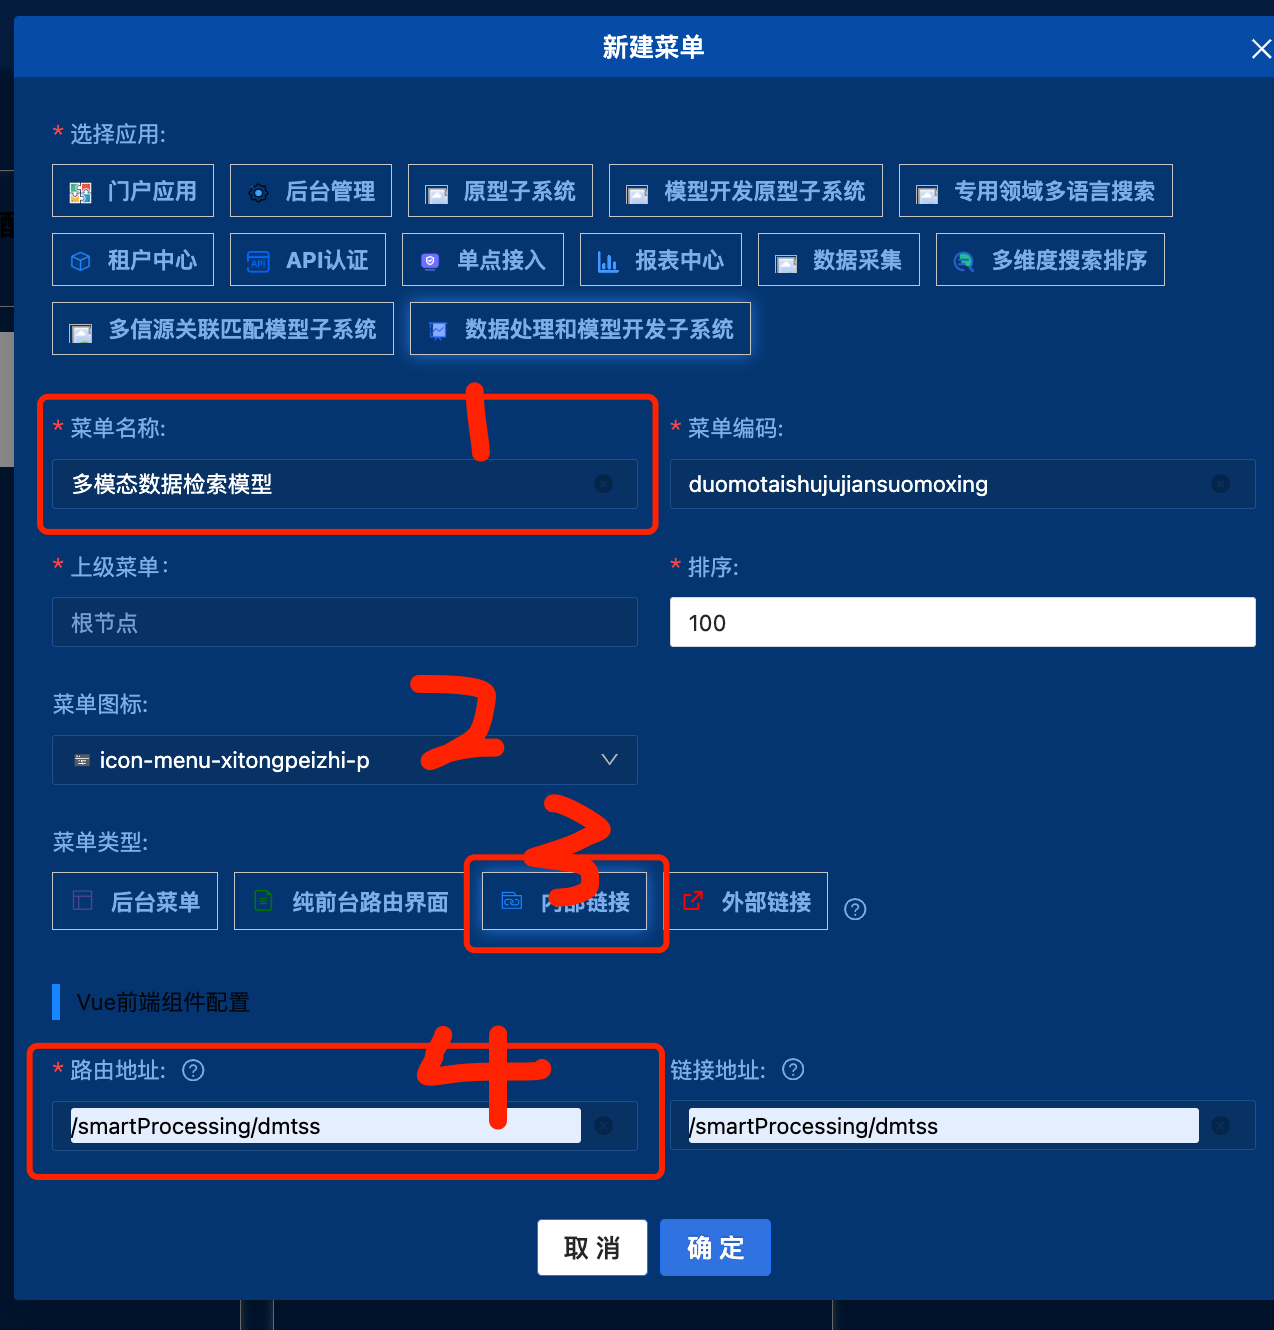 新建菜单
* 选择应用:
门户应用 后台管理 原型子系统 模型开发原型子系统 专用领域多语言搜索
租户中心 API认证 单点接入 报表中心 数据采集 多维度搜索排序
多信源关联匹配模型子系统 数据处理和模型开发子系统
1
* 菜单名称: * 菜单编码:
多模态数据检索模型 duomotaishujujiansuomoxing
* 上级菜单: * 排序:
根节点 100
2
菜单图标:
icon-menu-xitongpeizhi-p
3
菜单类型:
后台菜单 纯前台路由界面 内部链接 外部链接
Vue前端组件配置
4
* 路由地址: 链接地址:
/smartProcessing/dmtss /smartProcessing/dmtss
取 消 确 定